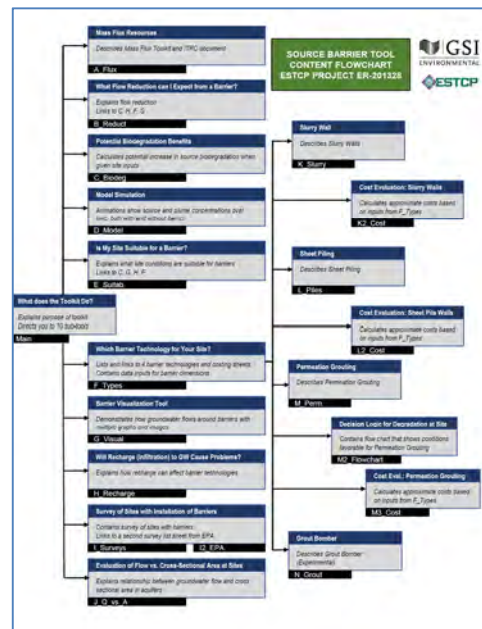 SOURCE BARRIER TOOL
CONTENT FLOWCHART
ESTCP PROJECT ER-201328
GSI
ENVIRONMENTAL
ESTCP
Mass Flux Resources
Describes Mass Flux Toolkit and ITRC document
A_Flux
What Flow Reduction can I Expect from a Barrier?
Explains flow reduction
Links to C, H, F, G
B_Reduct
Potential Biodegradation Benefits
Calculates potential increase in source biodegradation when
given site inputs
C_Biodeg
Model Simulation
Animations show source and plume concentrations over
time, both with and without barrier
D_Model
Is My Site Suitable for a Barrier?
Explains what site conditions are suitable for barriers
Links to C, G, H, F
E_Suitab
What does the Toolkit Do?
Explains purpose of toolkit
Directs you to 10 submodels
Main
Which Barrier Technology for Your Site?
Lists and links to 4 barrier technologies and costing sheets
Contains data inputs for barrier dimensions
F_Types
Barrier Visualization Tool
Demonstrates how groundwater flows around barriers with
multiple graphs and images
G_Visual
Will Recharge (Infiltration) to GW Cause Problems?
Explains how recharge can affect barrier technologies
H_Recharge
Survey of Sites with Installation of Barriers
Contains survey of sites with barriers
Links to a second survey list sheet from EPA
I_Surveys
I2_EPA
Evaluation of Flow vs. Cross-Sectional Area at Sites
Explains relationship between groundwater flow and cross
sectional area in aquifers
J_Q_vs_A
Slurry Wall
Describes Slurry Walls
K_Slurry
Cost Evaluation: Slurry Walls
Calculates approximate costs based
on inputs from F_Types
K2_Cost
Sheet Piling
Describes Sheet Piling
L_Piles
Cost Evaluation: Sheet Pile Walls
Calculates approximate costs based
on inputs from F_Types
L2_Cost
Permeation Grouting
Describes Permeation Grouting
M_Perm
Decision Logic for Degradation at Site
Contains flow chart that shows positions
favorable for Permeation Grouting
M2_Flowchart
Cost Eval.: Permeation Grouting
Calculates approximate costs based
on inputs from F_Types
M3_Cost
Grout Bomber
Describes Grout Bomber
(Experimental)
N_Grout